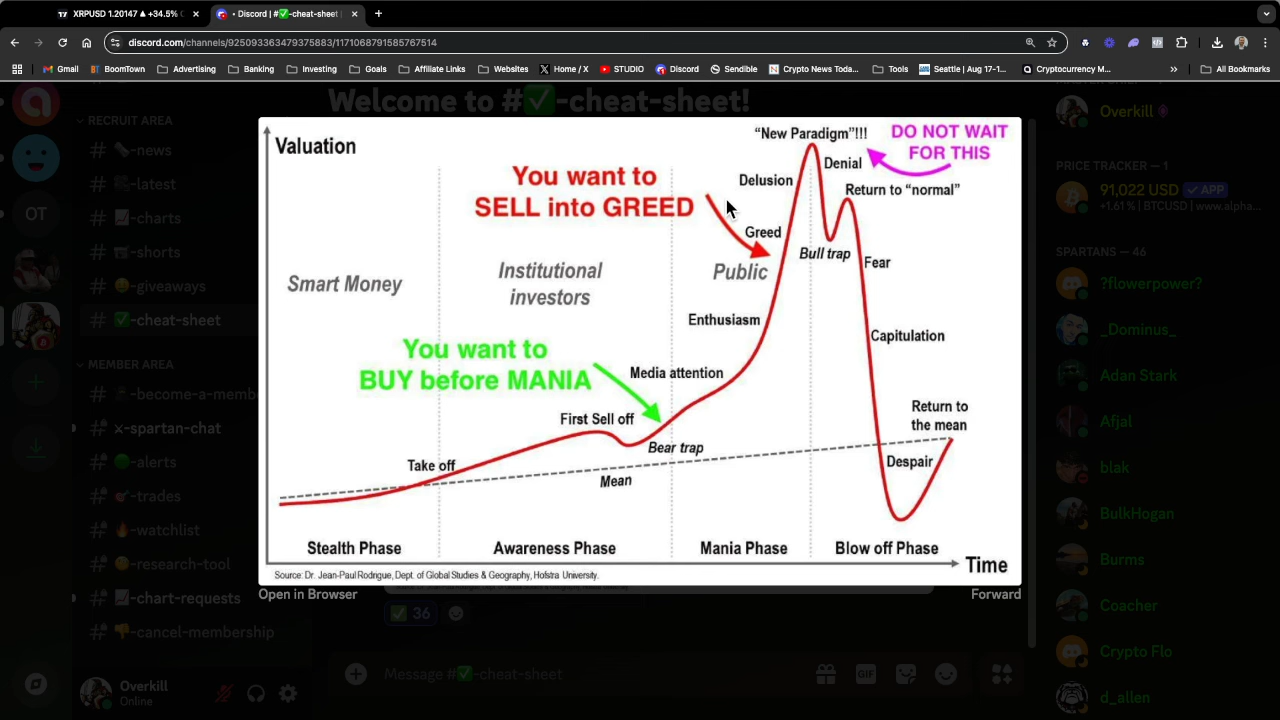 XRPUSD 1.20147 ▲ +34.5%
• Discord | #✅-cheat-sheet
discord.com/channels/925093363479375883/1171068791585767514
Gmail
BoomTown
Advertising
Banking
Investing
Goals
Affiliate Links
Websites
Home / X
STUDIO
Discord
Sendible
Crypto News Toda...
Tools
Seattle | Aug 17-1...
Cryptocurrency M...
»
All Bookmarks
Welcome to #✅-cheat-sheet!
RECRUIT AREA
-news
-latest
-charts
-shorts
-giveaways
✅-cheat-sheet
MEMBER AREA
-become-a-memb
⚔-spartan-chat
-alerts
-trades
-watchlist
-research-tool
-chart-requests
-cancel-membership
OT
Overkill
Online
Valuation
“New Paradigm”!!!
DO NOT WAIT
FOR THIS
Denial
You want to
SELL into GREED
Delusion
Return to “normal”
Greed
Bull trap
Fear
Smart Money
Institutional
investors
Public
Enthusiasm
Capitulation
You want to
BUY before MANIA
Media attention
First Sell off
Return to
the mean
Bear trap
Take off
Despair
Mean
Stealth Phase
Awareness Phase
Mania Phase
Blow off Phase
Time
Source: Dr. Jean-Paul Rodrigue, Dept. of Global Studies & Geography, Hofstra University.
Open in Browser
Forward
✅ 36
Message #✅-cheat-sheet
GIF
Overkill
PRICE TRACKER — 1
91,022 USD ✓ APP
+1.61 % | BTCUSD | www.alpha...
SPARTANS — 46
?flowerpower?
_Dominus_
Adan Stark
Afjal
blak
BulkHogan
Burms
Coacher
Crypto Flo
d_allen